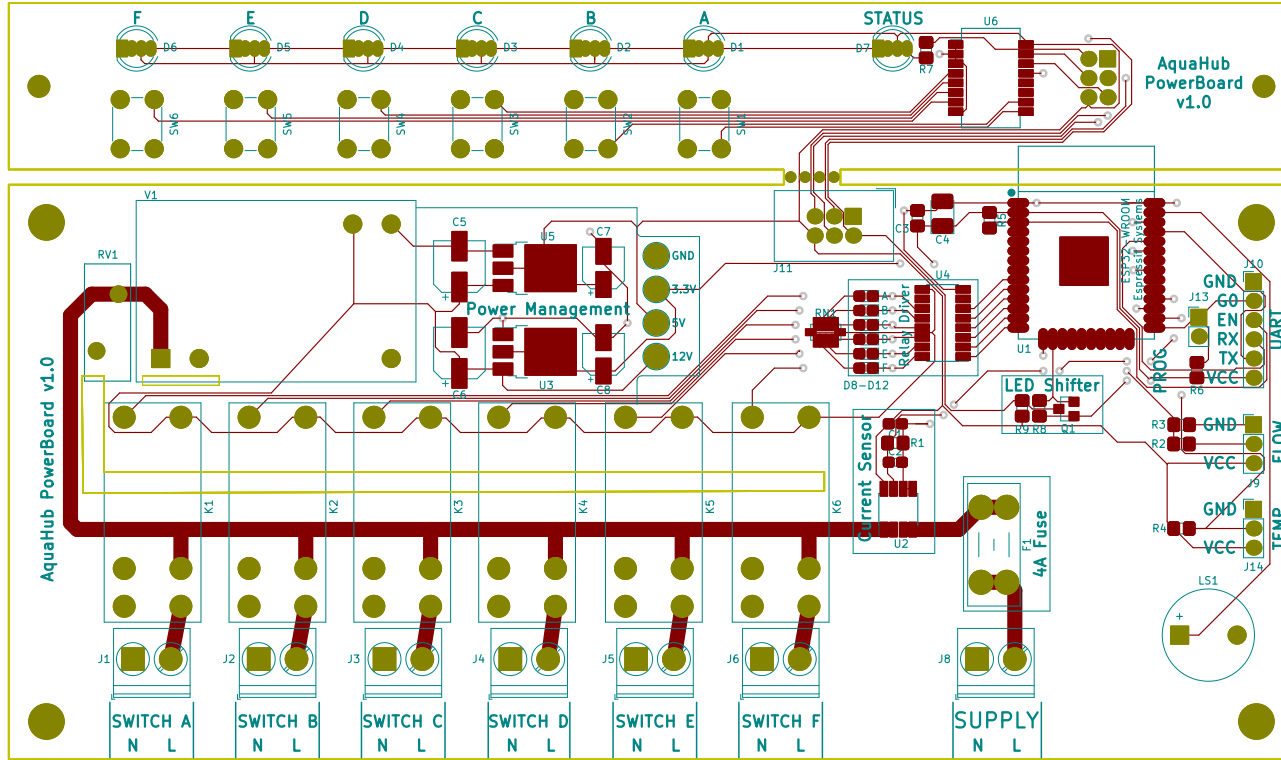 F E D C B A STATUS U6
D6 D5 D4 D3 D2 D1 D7
R7
AquaHub
PowerBoard
v1.0
SW6 SW5 SW4 SW3 SW2 SW1
V1
RV1
C5 U5 C7
GND
3.3V
5V
12V
+ +
Power Management
+ +
C6 U3 C8
J11
C3 C4 R5
ESP32-WROOM
Espressif Systems
U1
U4
Relay Driver
RN1
A
B
C
D
E
F
D8-D12
J10
GND
G0
EN
RX
TX
VCC
UART
J13
PROG
R6
LED Shifter
R9 R8 Q1
R3 GND
R2
VCC
J9
FLOW
GND
R4
VCC
J14
TEMP
LS1
+
Current Sensor
R1
C2
U2
F1
4A Fuse
AquaHub PowerBoard v1.0
K1 K2 K3 K4 K5 K6
J1 J2 J3 J4 J5 J6 J8
SWITCH A SWITCH B SWITCH C SWITCH D SWITCH E SWITCH F SUPPLY
N L N L N L N L N L N L N L